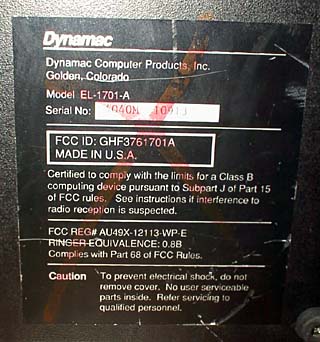 Dynamac
Dynamac Computer Products, Inc.
Golden, Colorado
Model EL-1701-A
Serial No:
FCC ID: GHF3761701A
MADE IN U.S.A.
Certified to comply with the limits for a Class B
computing device pursuant to Subpart J of Part 15
of FCC rules. See instructions if interference to
radio reception is suspected.
FCC REG# AU49X-12113-WP-E
RINGER EQUIVALENCE: 0.8B
Complies with Part 68 of FCC Rules.
Caution To prevent electrical shock, do not
remove cover. No user serviceable
parts inside. Refer servicing to
qualified personnel.